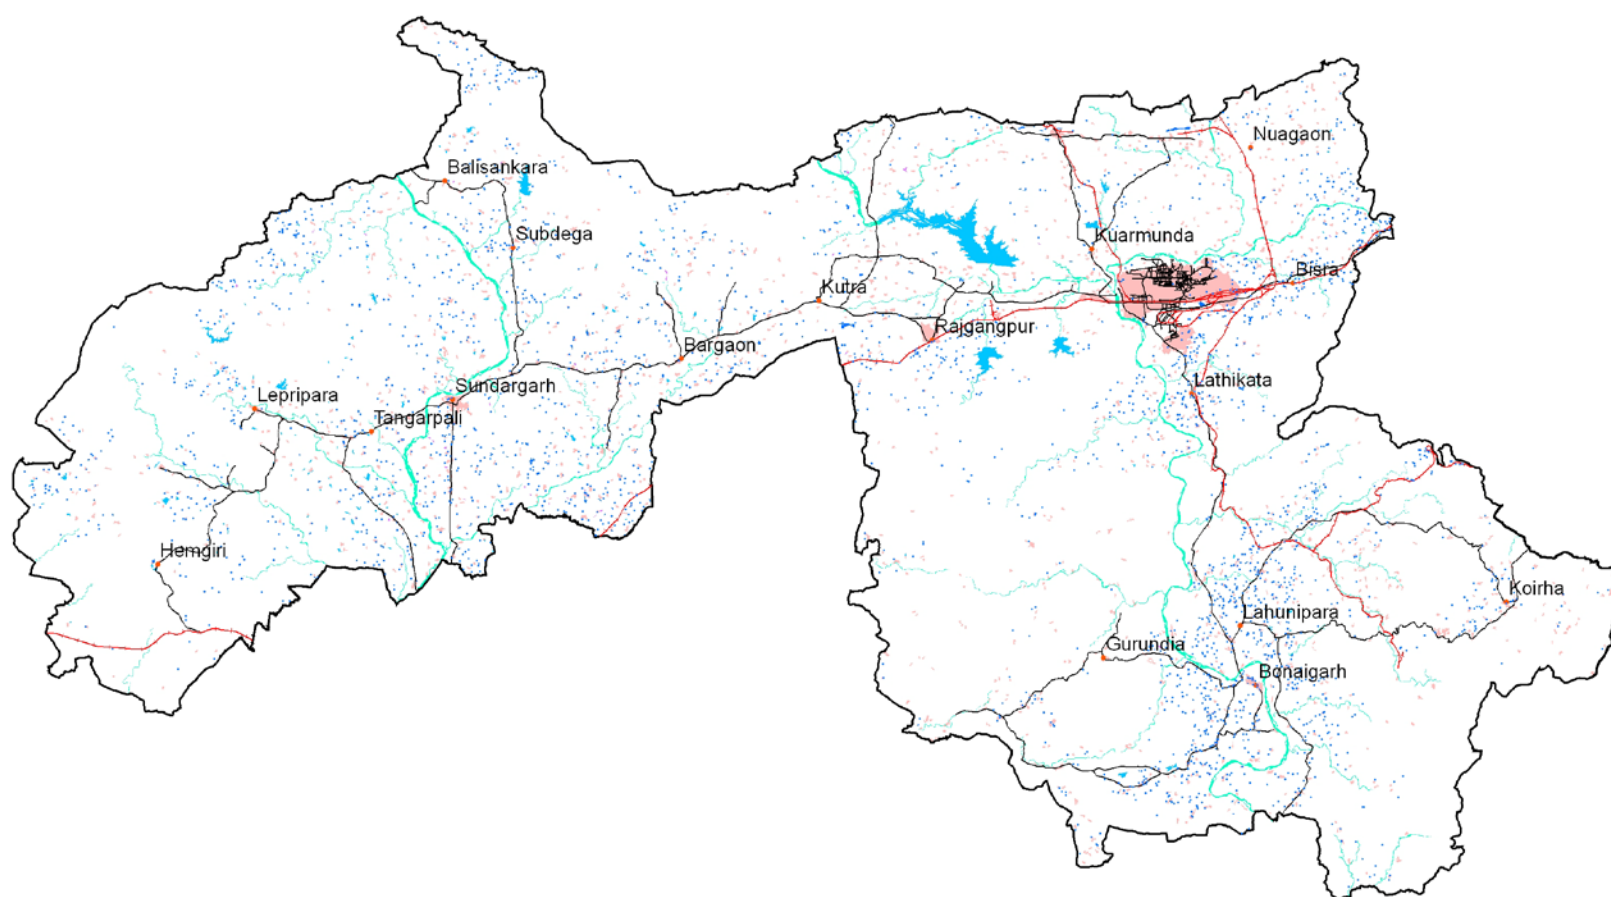 Nuagaon
Balisankara
Subdega
Kuarmunda
Bisra
Kutra
Rajgangpur
Bargaon
Lathikata
Sundargarh
Lepripara
Tangarpali
Hemgiri
Koirha
Lahunipara
Gurundia
Bonaigarh